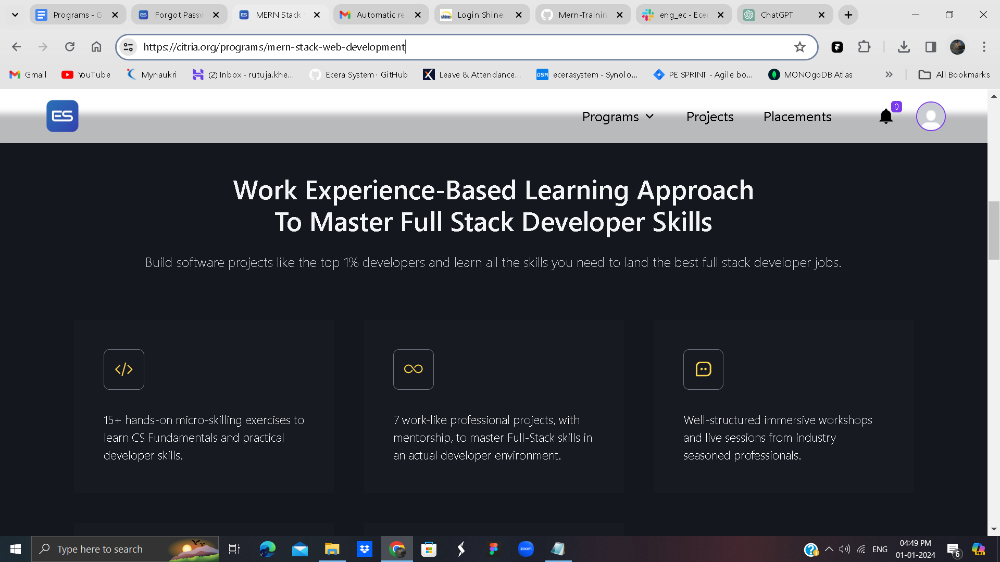 Programs - G
Forgot Passw
MERN Stack
Automatic re
Login Shine.
Mern-Trainin
eng_ec - Ecer
ChatGPT
https://citria.org/programs/mern-stack-web-development
Gmail
YouTube
Mynaukri
(2) Inbox - rutuja.khe...
Ecera System · GitHub
Leave & Attendance...
DSM
ecerasystem - Synolo...
PE SPRINT - Agile bo...
MONOgoDB Atlas
All Bookmarks
ES
Programs
Projects
Placements
0
Work Experience-Based Learning Approach
To Master Full Stack Developer Skills
Build software projects like the top 1% developers and learn all the skills you need to land the best full stack developer jobs.
15+ hands-on micro-skilling exercises to
learn CS Fundamentals and practical
developer skills.
7 work-like professional projects, with
mentorship, to master Full-Stack skills in
an actual developer environment.
Well-structured immersive workshops
and live sessions from industry
seasoned professionals.
Type here to search
zoom
ENG
04:49 PM
01-01-2024
6
PRE